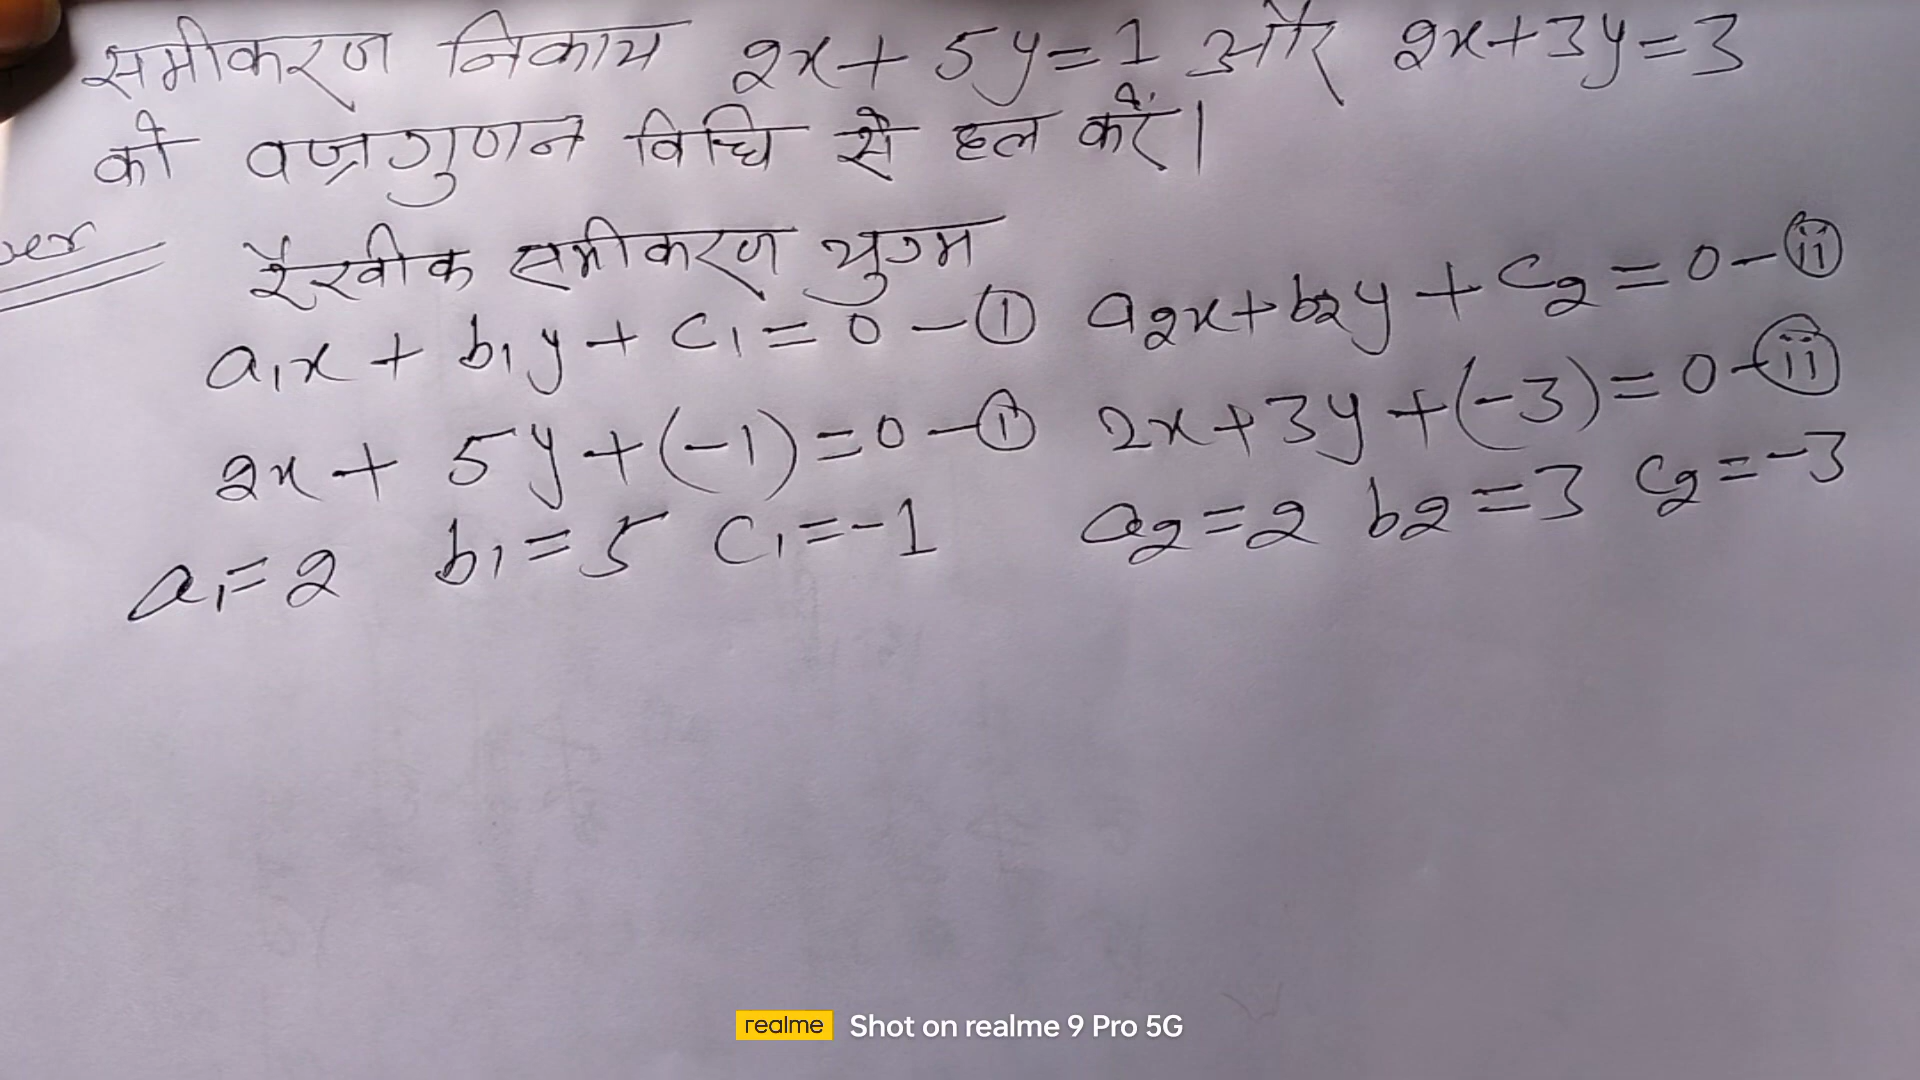 समीकरण निकाय 2x + 5y = 1 और 2x + 3y = 3
को वज्रगुणन विधि से हल करें।
रैखीक समीकरण युग्म
a₁x + b₁y + c₁ = 0 – ⓘ a₂x + b₂y + c₂ = 0 – ⓘⓘ
2x + 5y + (-1) = 0 – ⓘ 2x + 3y + (-3) = 0 – ⓘⓘ
a₁ = 2 b₁ = 5 c₁ = -1 a₂ = 2 b₂ = 3 c₂ = -3
realme Shot on realme 9 Pro 5G